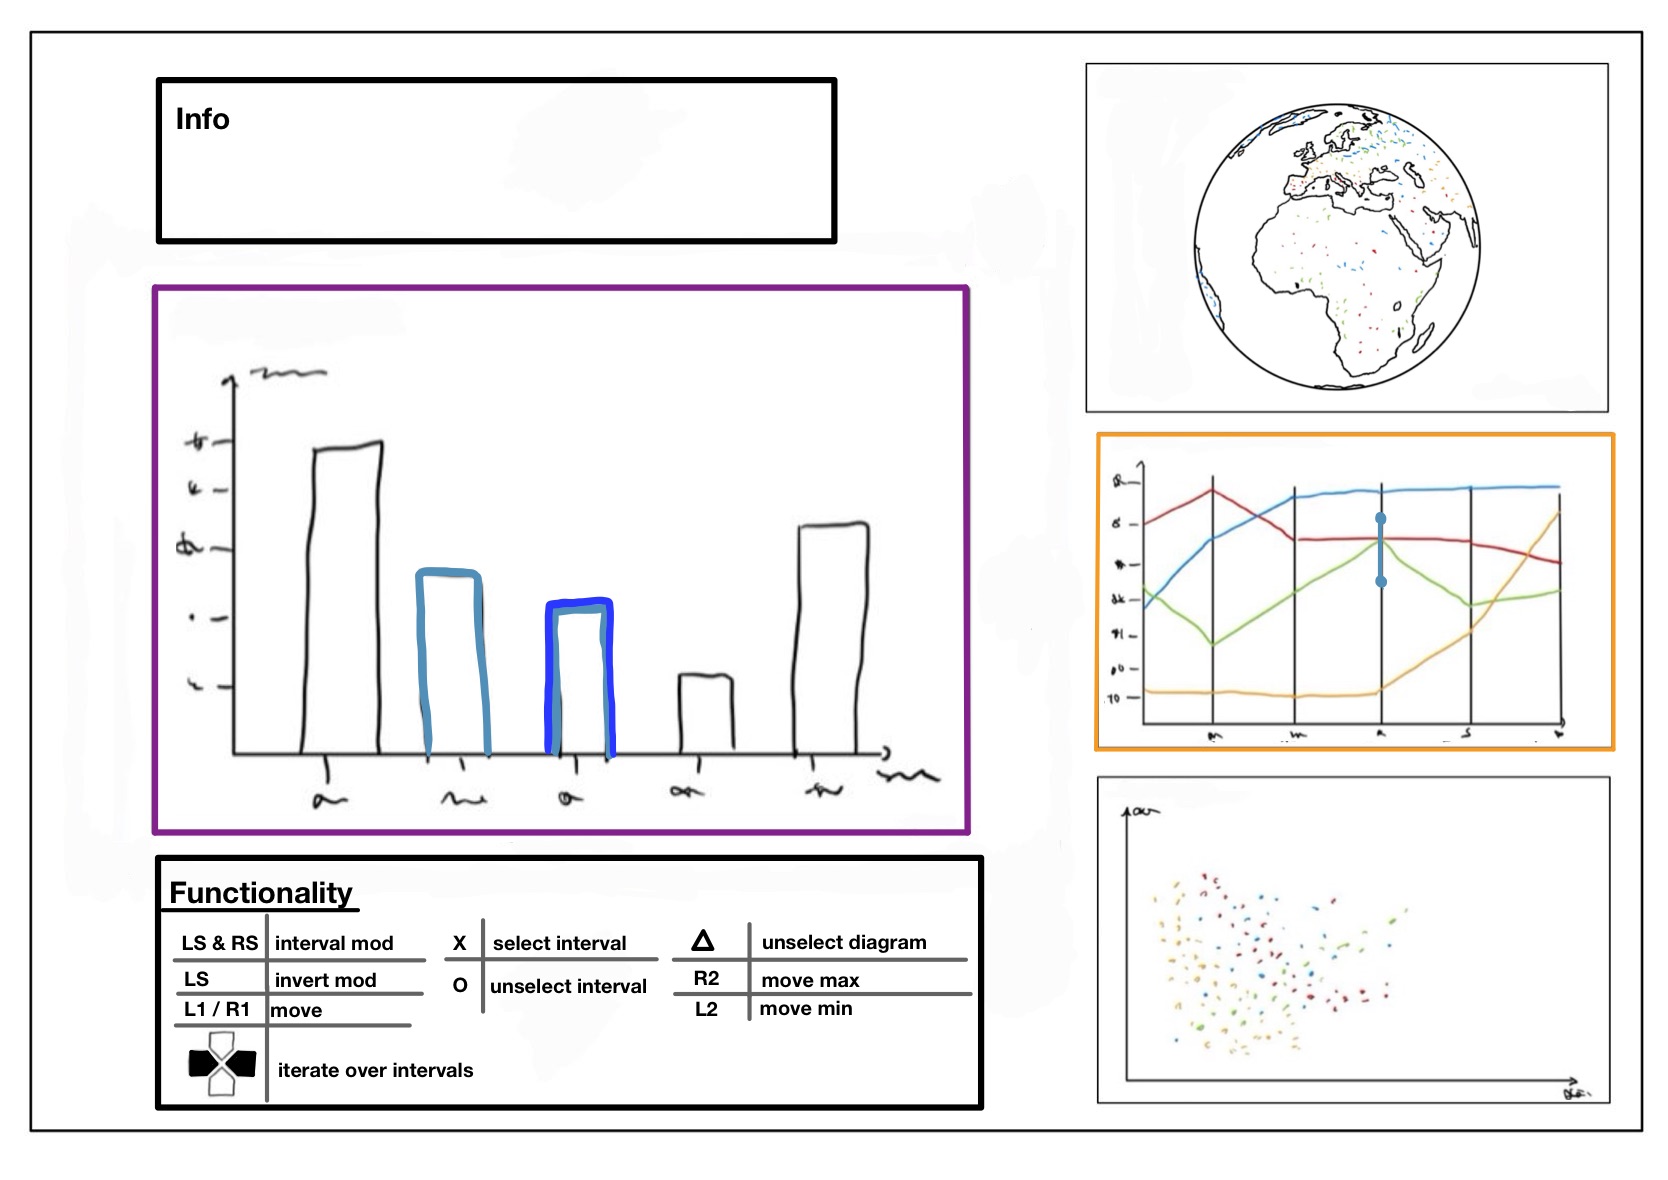 Info
Functionality
LS & RS interval mod
LS invert mod
L1 / R1 move
iterate over intervals
X select interval
O unselect interval
Δ unselect diagram
R2 move max
L2 move min